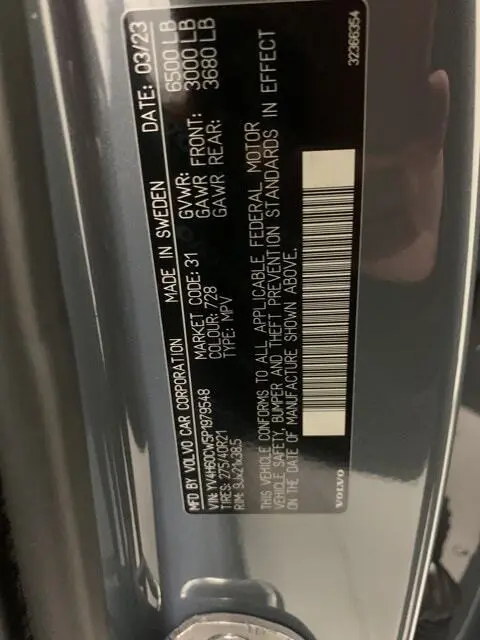 MFD BY VOLVO CAR CORPORATION MADE IN SWEDEN DATE: 03/23
VIN: YV4H60CW5P1979548 MARKET CODE: 31 GVWR: 6500 LB
TIRES: 275/40R21 COLOUR: 728 GAWR FRONT: 3000 LB
RIM: 9Jx21x38.5 TYPE: MPV GAWR REAR: 3680 LB
THIS VEHICLE CONFORMS TO ALL APPLICABLE FEDERAL MOTOR
VEHICLE SAFETY, BUMPER AND THEFT PREVENTION STANDARDS IN EFFECT
ON THE DATE OF MANUFACTURE SHOWN ABOVE.
VOLVO 32366354